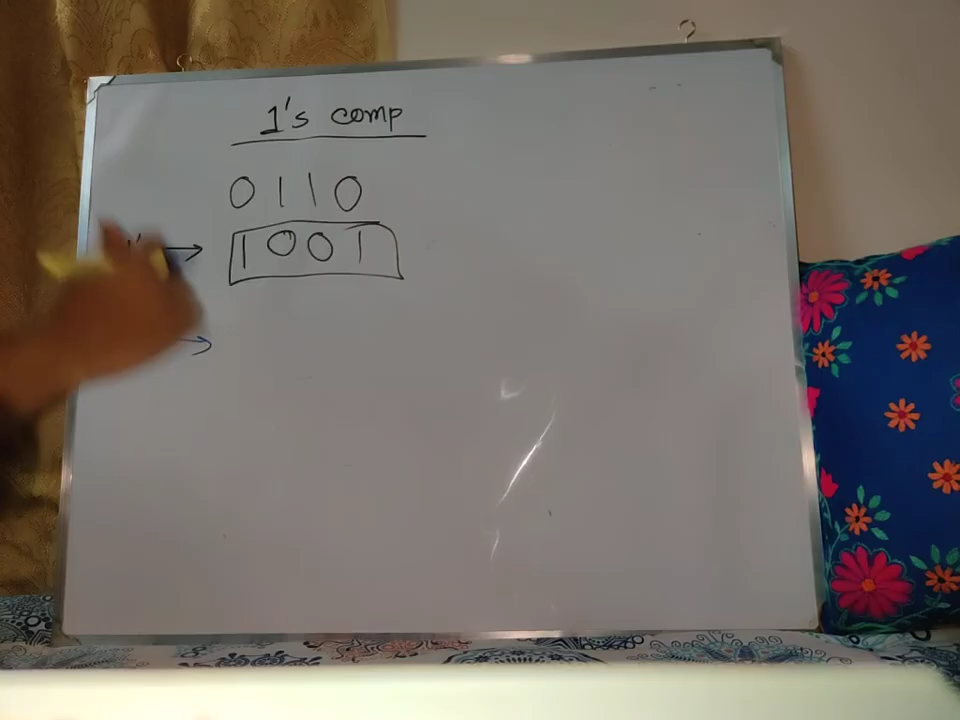 1's comp
0 1 1 0
→ 1 0 0 1
→